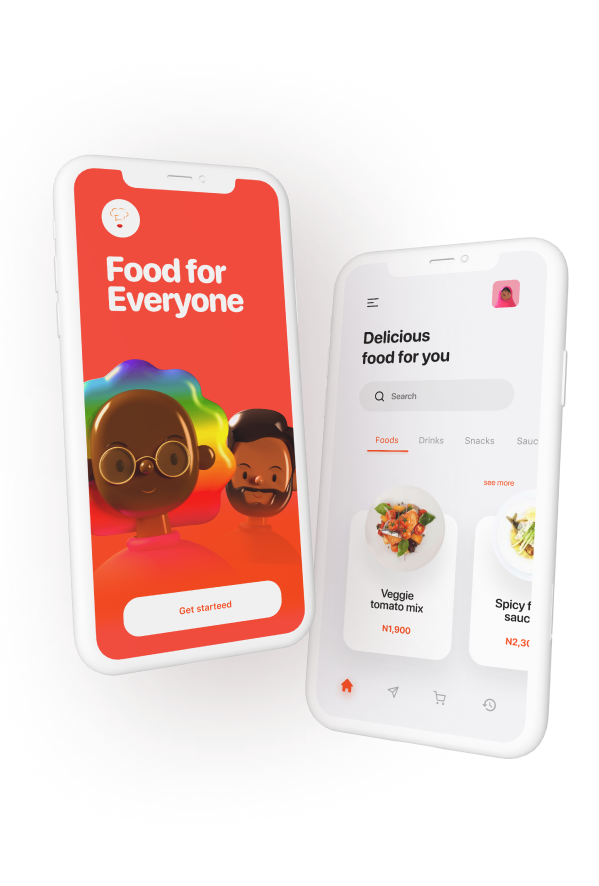 Food for
Everyone
Get starteed
Delicious
food for you
Search
Foods Drinks Snacks Sauc
see more
Veggie
tomato mix
N1,900
Spicy f
sauc
N2,30